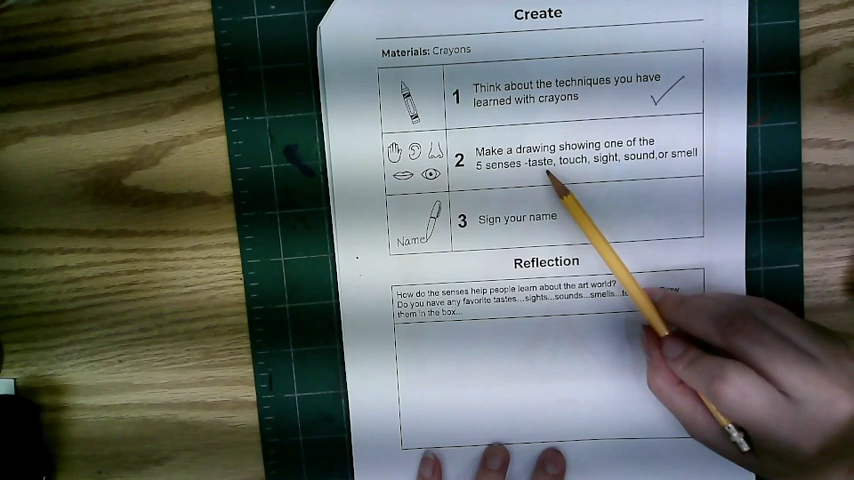 Create
Materials: Crayons
1 Think about the techniques you have
learned with crayons
2 Make a drawing showing one of the
5 senses -taste, touch, sight, sound,or smell
Name
3 Sign your name
Reflection
How do the senses help people learn about the art world?
Do you have any favorite tastes...sights...sounds...smells...
them in the box...